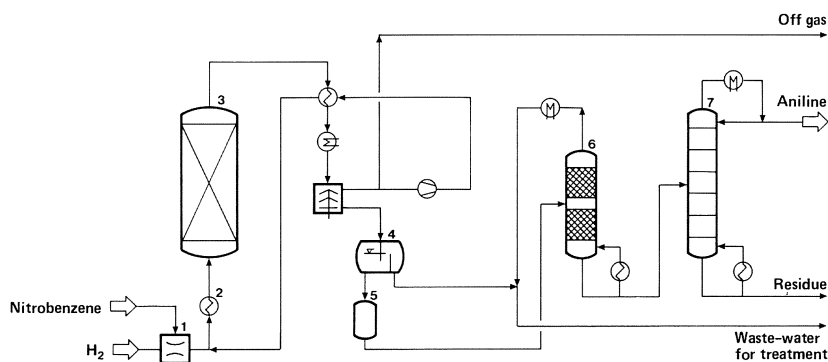 Off gas
3
7
6
Aniline
4
2
5
Nitrobenzene
1
H₂
Residue
Waste-water
for treatment